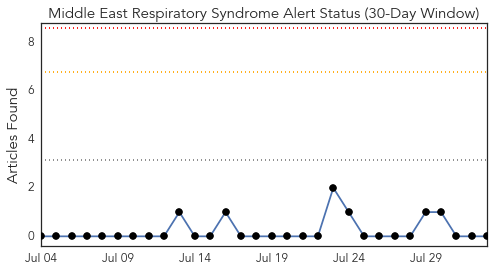 Middle East Respiratory Syndrome Alert Status (30-Day Window)
Articles Found
8
6
4
2
0
Jul 04 Jul 09 Jul 14 Jul 19 Jul 24 Jul 29